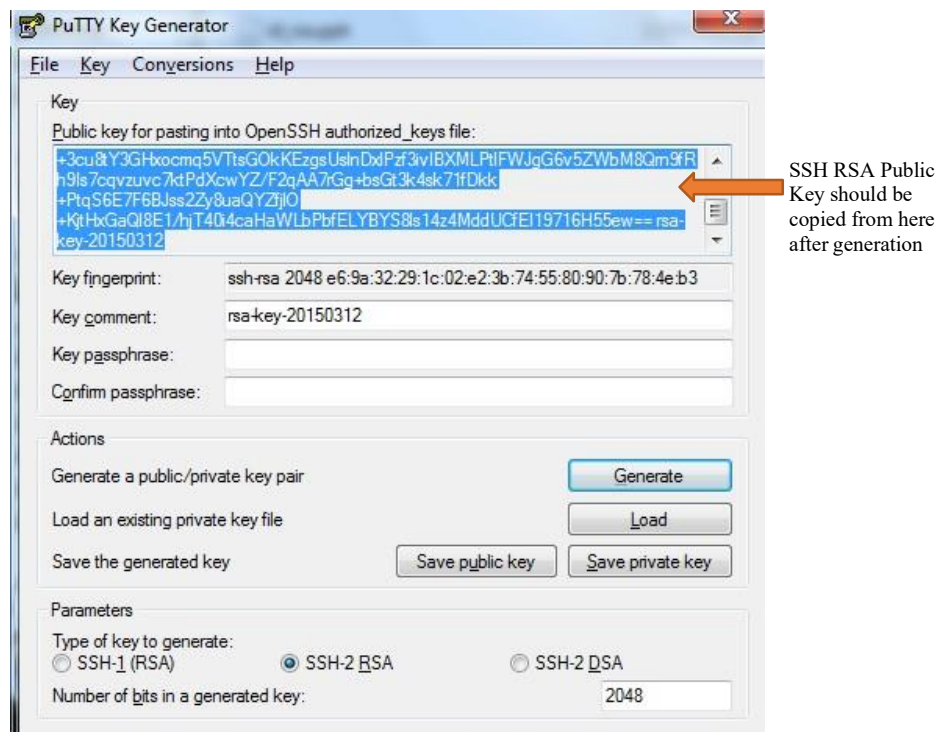 PuTTY Key Generator
File Key Conversions Help
Key
Public key for pasting into OpenSSH authorized_keys file:
+3cu8tY3GHxocmq5VTtsGOkKEzgsUslnDxlPzf3ivIBXMLPtlFWJgG6v5ZWbM8Qm9fR
h9ls7cqvzuvc7ktPdXcwYZ/F2qAA7rGg+bsGt3k4sk71fDkk
+PtqS6E7F6BJss2Zy8uaQYZfjlO
+KjtHxGaQI8E1/hjT40i4caHaWLbPbfELYBYS8ls14z4MddUCfEI19716H55ew== rsa-
key-20150312
SSH RSA Public
Key should be
copied from here
after generation
Key fingerprint: ssh-rsa 2048 e6:9a:32:29:1c:02:e2:3b:74:55:80:90:7b:78:4e:b3
Key comment: rsa-key-20150312
Key passphrase:
Confirm passphrase:
Actions
Generate a public/private key pair Generate
Load an existing private key file Load
Save the generated key Save public key Save private key
Parameters
Type of key to generate:
SSH-1 (RSA) SSH-2 RSA SSH-2 DSA
Number of bits in a generated key: 2048